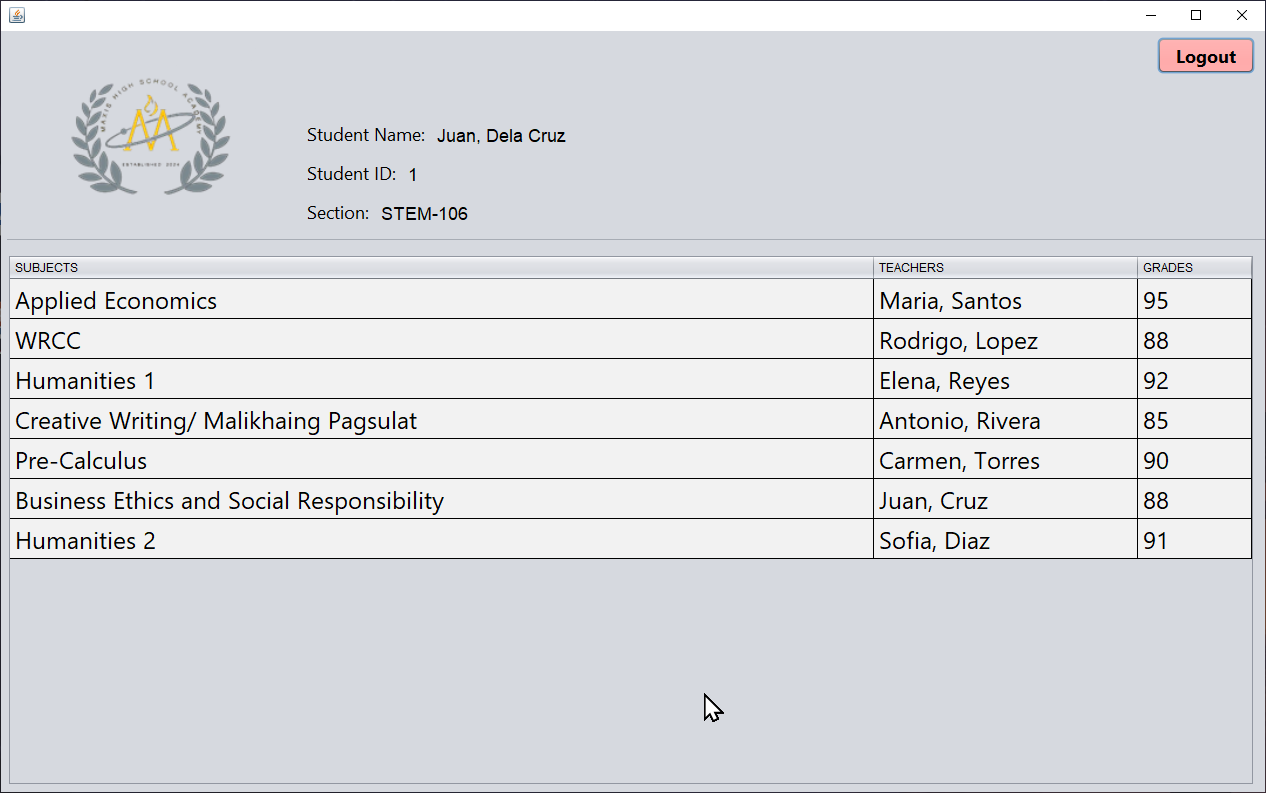 Logout
MAXIS HIGH SCHOOL ACADEMY
ESTABLISHED 2024
Student Name: Juan, Dela Cruz
Student ID: 1
Section: STEM-106
SUBJECTS TEACHERS GRADES
Applied Economics Maria, Santos 95
WRCC Rodrigo, Lopez 88
Humanities 1 Elena, Reyes 92
Creative Writing/ Malikhaing Pagsulat Antonio, Rivera 85
Pre-Calculus Carmen, Torres 90
Business Ethics and Social Responsibility Juan, Cruz 88
Humanities 2 Sofia, Diaz 91